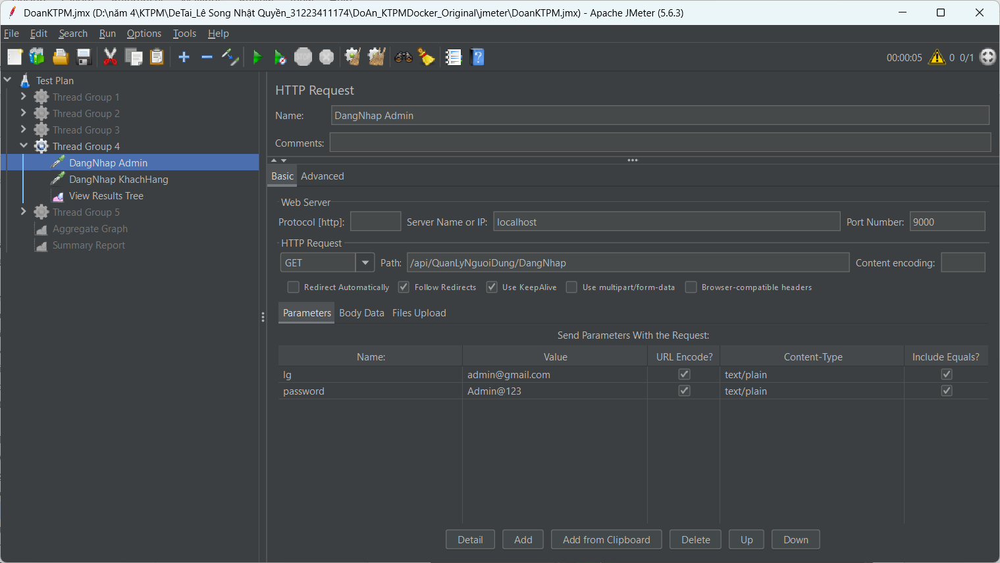 DoanKTPM.jmx (D:\năm 4\KTPM\DeTai_Lê Song Nhật Quyền_31223411174\DoAn_KTPMDocker_Original\jmeter\DoanKTPM.jmx) - Apache JMeter (5.6.3)
File Edit Search Run Options Tools Help
STOP
00:00:05 0 0/1
Test Plan
Thread Group 1
Thread Group 2
Thread Group 3
Thread Group 4
DangNhap Admin
DangNhap KhachHang
View Results Tree
Thread Group 5
Aggregate Graph
Summary Report
HTTP Request
Name: DangNhap Admin
Comments:
Basic Advanced
Web Server
Protocol [http]: Server Name or IP: localhost Port Number: 9000
HTTP Request
GET Path: /api/QuanLyNguoiDung/DangNhap Content encoding:
Redirect Automatically Follow Redirects Use KeepAlive Use multipart/form-data Browser-compatible headers
Parameters Body Data Files Upload
Send Parameters With the Request:
Name: Value URL Encode? Content-Type Include Equals?
lg admin@gmail.com text/plain
password Admin@123 text/plain
Detail Add Add from Clipboard Delete Up Down